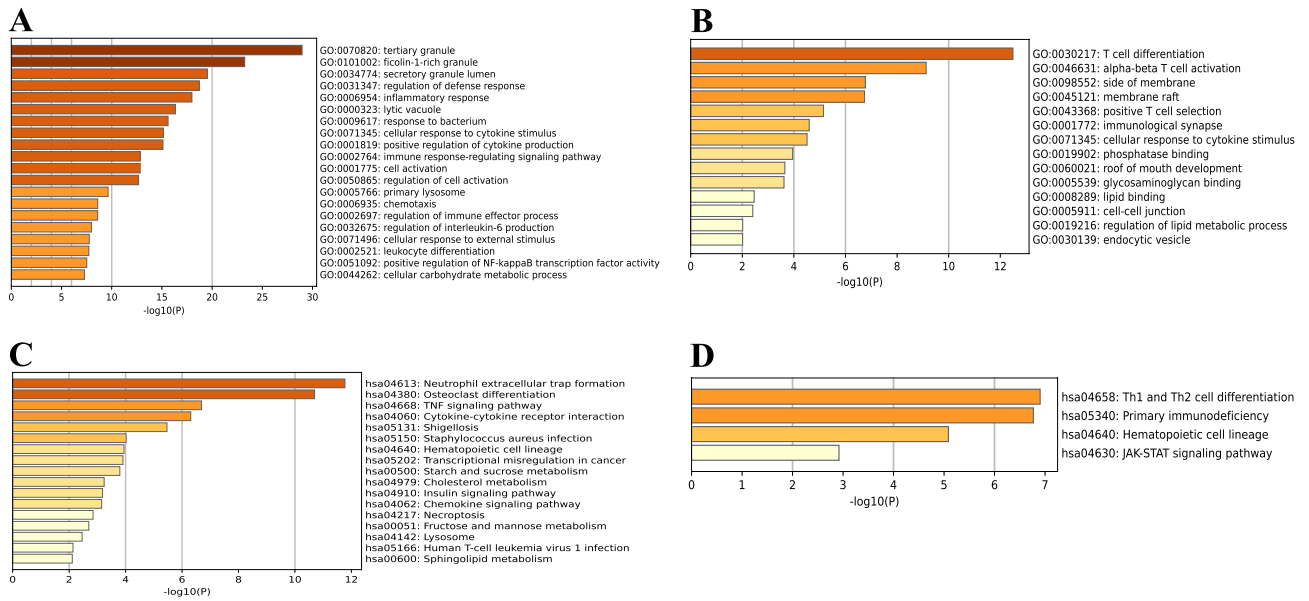 A
GO:0070820: tertiary granule
GO:0101002: ficolin-1-rich granule
GO:0034774: secretory granule lumen
GO:0031347: regulation of defense response
GO:0006954: inflammatory response
GO:0000323: lytic vacuole
GO:0009617: response to bacterium
GO:0071345: cellular response to cytokine stimulus
GO:0001819: positive regulation of cytokine production
GO:0002764: immune response-regulating signaling pathway
GO:0001775: cell activation
GO:0050865: regulation of cell activation
GO:0005766: primary lysosome
GO:0006935: chemotaxis
GO:0002697: regulation of immune effector process
GO:0032675: regulation of interleukin-6 production
GO:0071496: cellular response to external stimulus
GO:0002521: leukocyte differentiation
GO:0051092: positive regulation of NF-kappaB transcription factor activity
GO:0044262: cellular carbohydrate metabolic process
0 5 10 15 20 25 30
-log10(P)
B
GO:0030217: T cell differentiation
GO:0046631: alpha-beta T cell activation
GO:0098552: side of membrane
GO:0045121: membrane raft
GO:0043368: positive T cell selection
GO:0001772: immunological synapse
GO:0071345: cellular response to cytokine stimulus
GO:0019902: phosphatase binding
GO:0060021: roof of mouth development
GO:0005539: glycosaminoglycan binding
GO:0008289: lipid binding
GO:0005911: cell-cell junction
GO:0019216: regulation of lipid metabolic process
GO:0030139: endocytic vesicle
0 2 4 6 8 10 12
-log10(P)
C
hsa04613: Neutrophil extracellular trap formation
hsa04380: Osteoclast differentiation
hsa04668: TNF signaling pathway
hsa04060: Cytokine-cytokine receptor interaction
hsa05131: Shigellosis
hsa05150: Staphylococcus aureus infection
hsa04640: Hematopoietic cell lineage
hsa05202: Transcriptional misregulation in cancer
hsa00500: Starch and sucrose metabolism
hsa04979: Cholesterol metabolism
hsa04910: Insulin signaling pathway
hsa04062: Chemokine signaling pathway
hsa04217: Necroptosis
hsa00051: Fructose and mannose metabolism
hsa04142: Lysosome
hsa05166: Human T-cell leukemia virus 1 infection
hsa00600: Sphingolipid metabolism
0 2 4 6 8 10 12
-log10(P)
D
hsa04658: Th1 and Th2 cell differentiation
hsa05340: Primary immunodeficiency
hsa04640: Hematopoietic cell lineage
hsa04630: JAK-STAT signaling pathway
0 1 2 3 4 5 6 7
-log10(P)